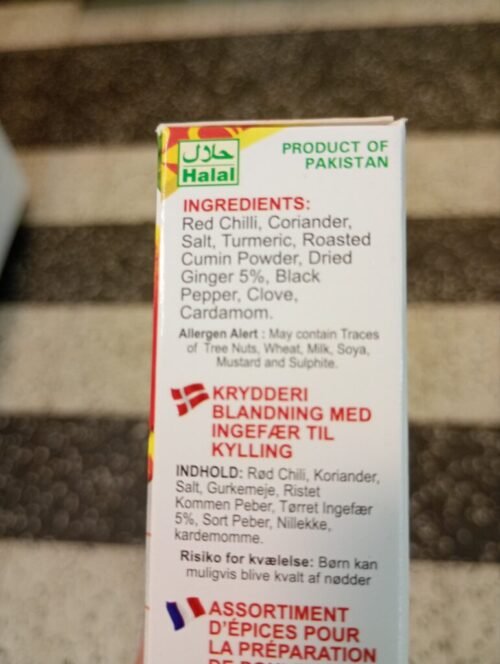 حلال
Halal
PRODUCT OF
PAKISTAN
INGREDIENTS:
Red Chilli, Coriander,
Salt, Turmeric, Roasted
Cumin Powder, Dried
Ginger 5%, Black
Pepper, Clove,
Cardamom.
Allergen Alert : May contain Traces
of Tree Nuts, Wheat, Milk, Soya,
Mustard and Sulphite.
KRYDDERI
BLANDNING MED
INGEFÆR TIL
KYLLING
INDHOLD: Rød Chili, Koriander,
Salt, Gurkemeje, Ristet
Kommen Peber, Tørret Ingefær
5%, Sort Peber, Nillekke,
kardemomme.
Risiko for kvælelse: Børn kan
muligvis blive kvalt af nødder
ASSORTIMENT
D'ÉPICES POUR
LA PRÉPARATION